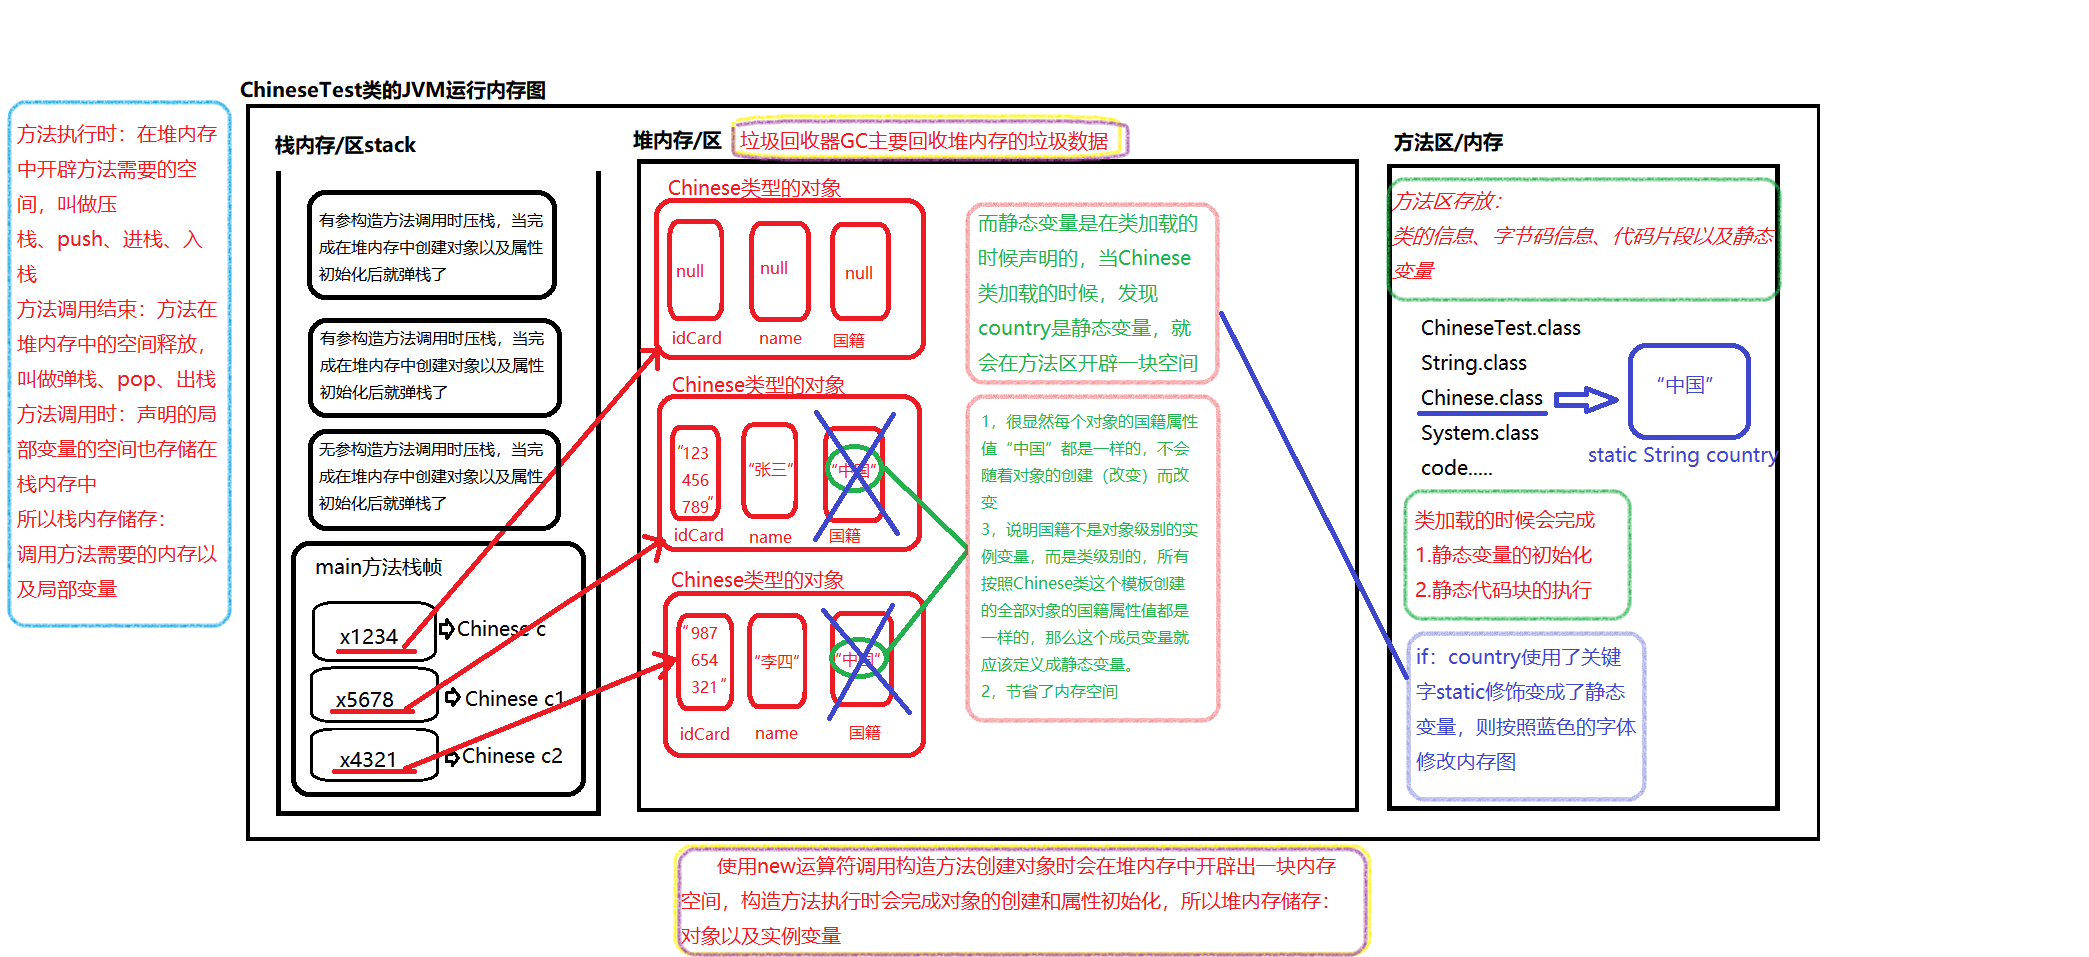 ChineseTest类的JVM运行内存图
方法执行时：在堆内存
中开辟方法需要的空
间，叫做压
栈、push、进栈、入
栈
方法调用结束：方法在
堆内存中的空间释放，
叫做弹栈、pop、出栈
方法调用时：声明的局
部变量的空间也存储在
栈内存中
所以栈内存储存：
调用方法需要的内存以
及局部变量
栈内存/区stack
有参构造方法调用时压栈，当完
成在堆内存中创建对象以及属性
初始化后就弹栈了
有参构造方法调用时压栈，当完
成在堆内存中创建对象以及属性
初始化后就弹栈了
无参构造方法调用时压栈，当完
成在堆内存中创建对象以及属性
初始化后就弹栈了
main方法栈帧
x1234
Chinese c
x5678
Chinese c1
x4321
Chinese c2
堆内存/区
垃圾回收器GC主要回收堆内存的垃圾数据
Chinese类型的对象
null
null
null
idCard
name
国籍
Chinese类型的对象
“123
456
789”
“张三”
“中国”
idCard
name
国籍
Chinese类型的对象
“987
654
321“
“李四”
“中国”
idCard
name
国籍
而静态变量是在类加载的
时候声明的，当Chinese
类加载的时候，发现
country是静态变量，就
会在方法区开辟一块空间
1，很显然每个对象的国籍属性
值“中国”都是一样的，不会
随着对象的创建（改变）而改
变
3，说明国籍不是对象级别的实
例变量，而是类级别的，所有
按照Chinese类这个模板创建
的全部对象的国籍属性值都是
一样的，那么这个成员变量就
应该定义成静态变量。
2，节省了内存空间
方法区/内存
方法区存放：
类的信息、字节码信息、代码片段以及静态
变量
ChineseTest.class
String.class
Chinese.class
System.class
code.....
“中国”
static String country
类加载的时候会完成
1.静态变量的初始化
2.静态代码块的执行
if：country使用了关键
字static修饰变成了静态
变量，则按照蓝色的字体
修改内存图
使用new运算符调用构造方法创建对象时会在堆内存中开辟出一块内存
空间，构造方法执行时会完成对象的创建和属性初始化，所以堆内存储存：
对象以及实例变量